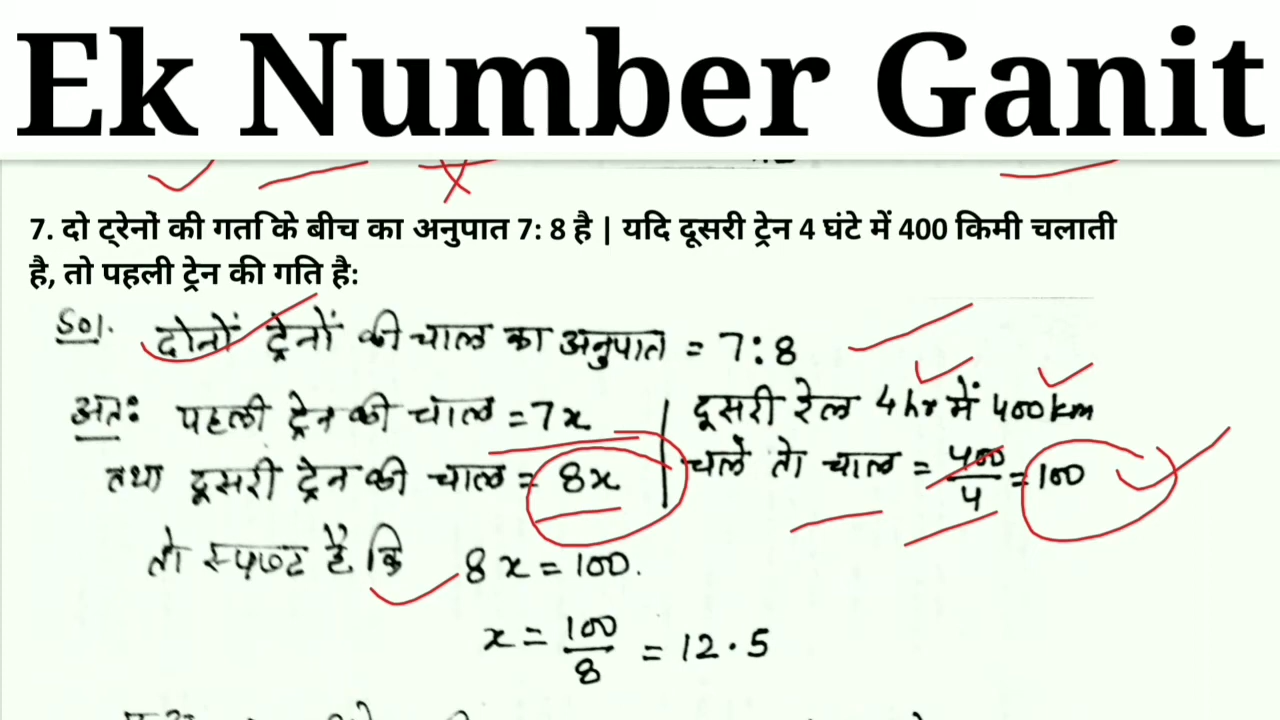 Ek Number Ganit
7. दो ट्रेनों की गति के बीच का अनुपात 7: 8 है | यदि दूसरी ट्रेन 4 घंटे में 400 किमी चलाती
है, तो पहली ट्रेन की गति है:
Sol. दोनों ट्रेनों की चाल का अनुपात = 7:8
अतः पहली ट्रेन की चाल = 7x
तथा दूसरी ट्रेन की चाल = 8x
दूसरी रेल 4 hr में 400 km
चले तो चाल = 400/4 = 100
तो स्पष्ट है कि 8x = 100.
x = 100/8 = 12.5